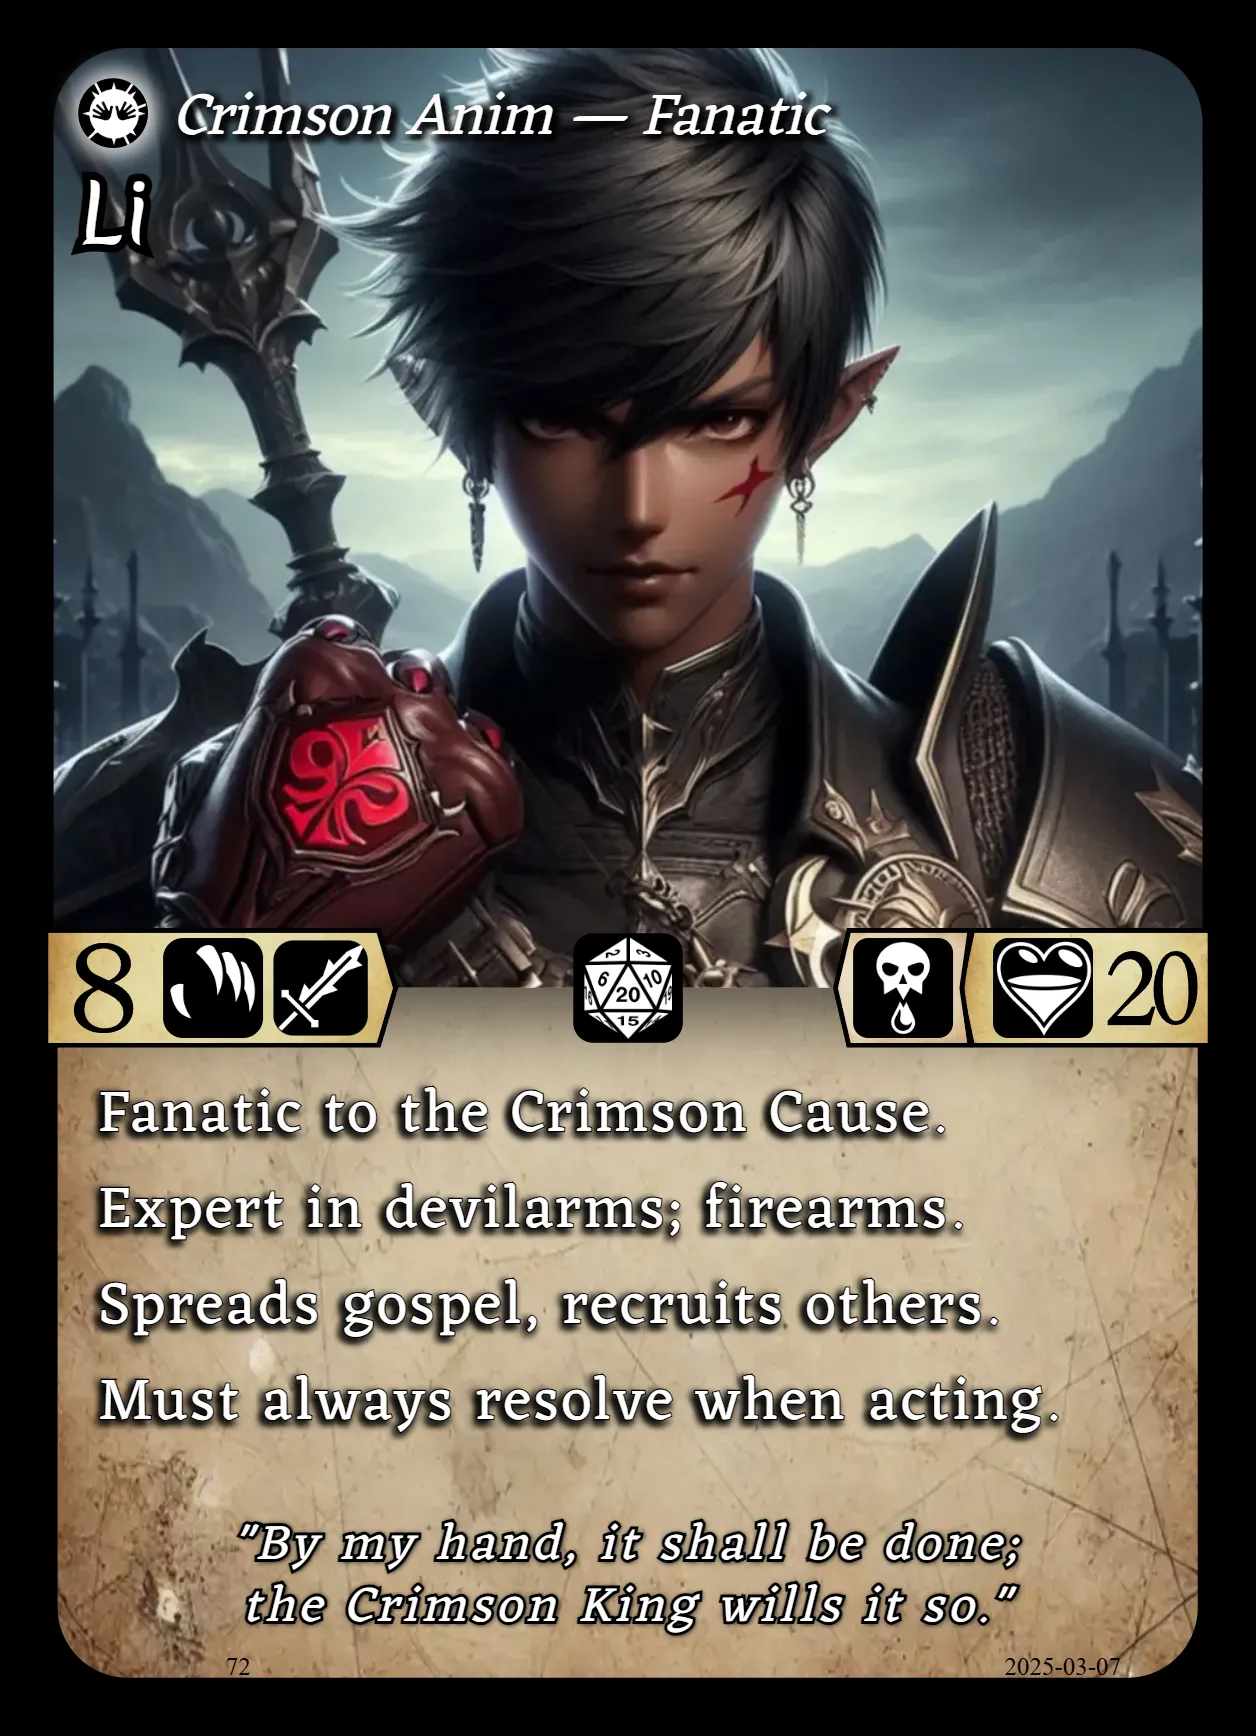 Crimson Anim — Fanatic
Li
8
20
2
6
10
20
15
Fanatic to the Crimson Cause.
Expert in devilarms; firearms.
Spreads gospel, recruits others.
Must always resolve when acting.
"By my hand, it shall be done;
the Crimson King wills it so."
72
2025-03-07